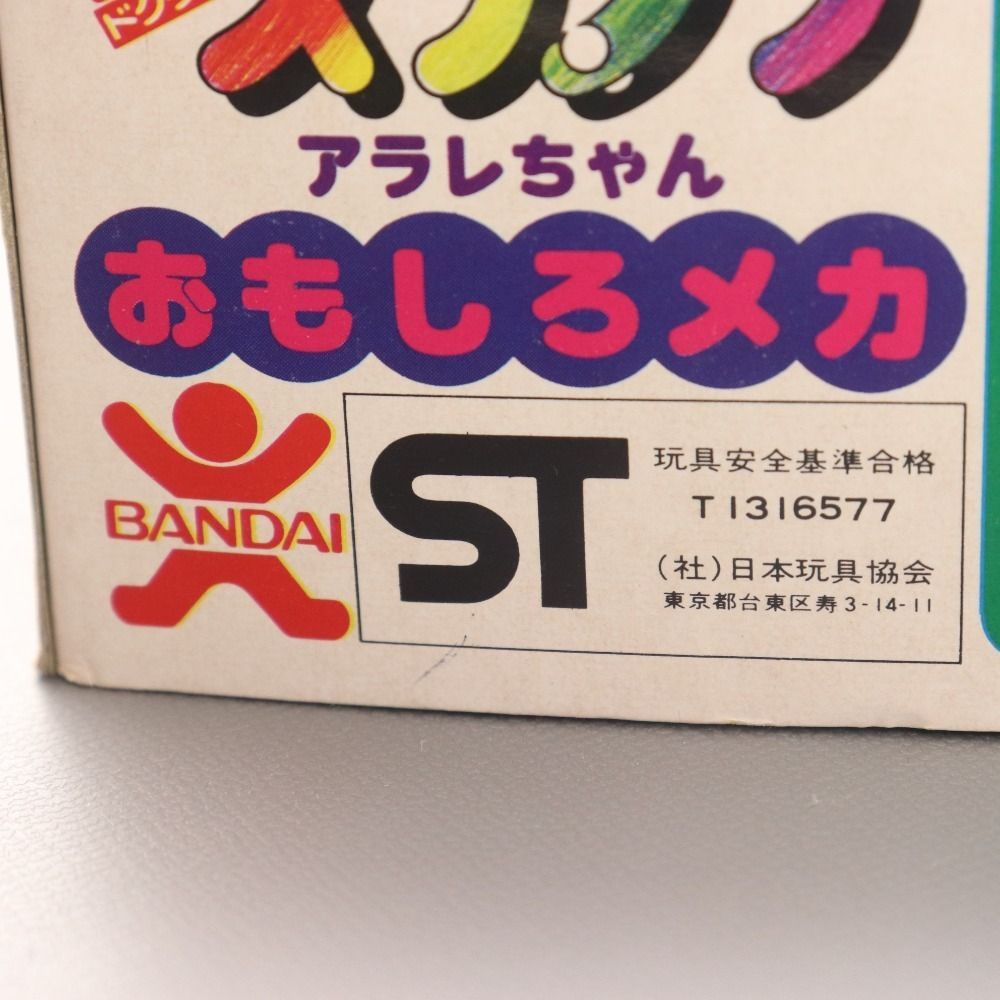 アラレちゃん
おもしろメカ
BANDAI
ST
玩具安全基準合格
T1316577
(社)日本玩具協会
東京都台東区寿3-14-11